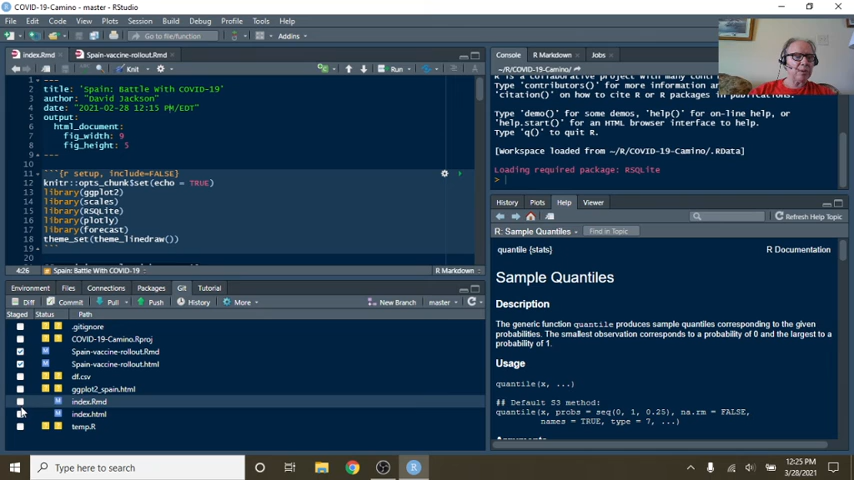 COVID-19-Camino - master - RStudio
File Edit Code View Plots Session Build Debug Profile Tools Help
Go to file/function Addins
index.Rmd Spain-vaccine-rollout.Rmd
Knit Run
1 ---
2 title: 'Spain: Battle With COVID-19'
3 author: "David Jackson"
4 date: "2021-02-28 12:15 PM/EDT"
5 output:
6 html_document:
7 fig_width: 9
8 fig_height: 5
9 ---
10
11 ```{r setup, include=FALSE}
12 knitr::opts_chunk$set(echo = TRUE)
13 library(ggplot2)
14 library(scales)
15 library(RSQLite)
16 library(plotly)
17 library(forecast)
18 theme_set(theme_linedraw())
19 ```
20
4:26 Spain: Battle With COVID-19 R Markdown
Environment Files Connections Packages Git Tutorial
Diff Commit Pull Push History More New Branch master
Staged Status Path
.gitignore
COVID-19-Camino.Rproj
M Spain-vaccine-rollout.Rmd
M Spain-vaccine-rollout.html
df.csv
ggplot2_spain.html
M index.Rmd
M index.html
temp.R
Console R Markdown Jobs
~/R/COVID-19-Camino/
R is a collaborative project with many
'contributors()' for more information and
'citation()' on how to cite R or R packages in publications.
Type 'demo()' for some demos, 'help()' for on-line help, or
'help.start()' for an HTML browser interface to help.
Type 'q()' to quit R.
[Workspace loaded from ~/R/COVID-19-Camino/.RData]
Loading required package: RSQLite
>
History Plots Help Viewer
Refresh Help Topic
R: Sample Quantiles Find in Topic
quantile {stats} R Documentation
Sample Quantiles
Description
The generic function quantile produces sample quantiles corresponding to the given
probabilities. The smallest observation corresponds to a probability of 0 and the largest to a
probability of 1.
Usage
quantile(x, ...)
## Default S3 method:
quantile(x, probs = seq(0, 1, 0.25), na.rm = FALSE,
names = TRUE, type = 7, ...)
Type here to search
12:25 PM
3/28/2021